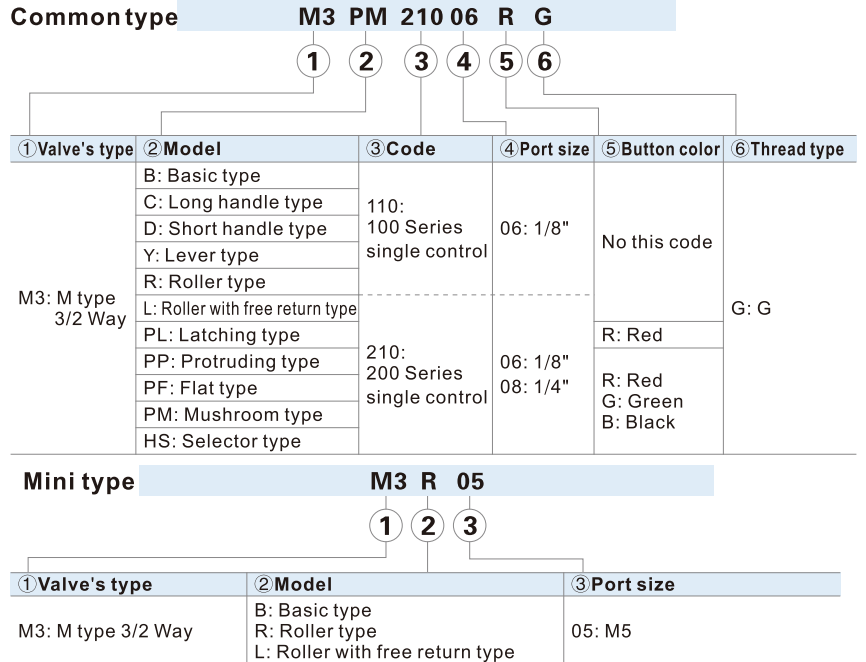 Common type M3 PM 210 06 R G
① ② ③ ④ ⑤ ⑥
①Valve's type ②Model ③Code ④Port size ⑤Button color ⑥Thread type
M3: M type
3/2 Way
B: Basic type
C: Long handle type
D: Short handle type
Y: Lever type
R: Roller type
L: Roller with free return type
PL: Latching type
PP: Protruding type
PF: Flat type
PM: Mushroom type
HS: Selector type
110:
100 Series
single control
210:
200 Series
single control
06: 1/8"
06: 1/8"
08: 1/4"
No this code
R: Red
R: Red
G: Green
B: Black
G: G
Mini type M3 R 05
① ② ③
①Valve's type ②Model ③Port size
M3: M type 3/2 Way
B: Basic type
R: Roller type
L: Roller with free return type
05: M5